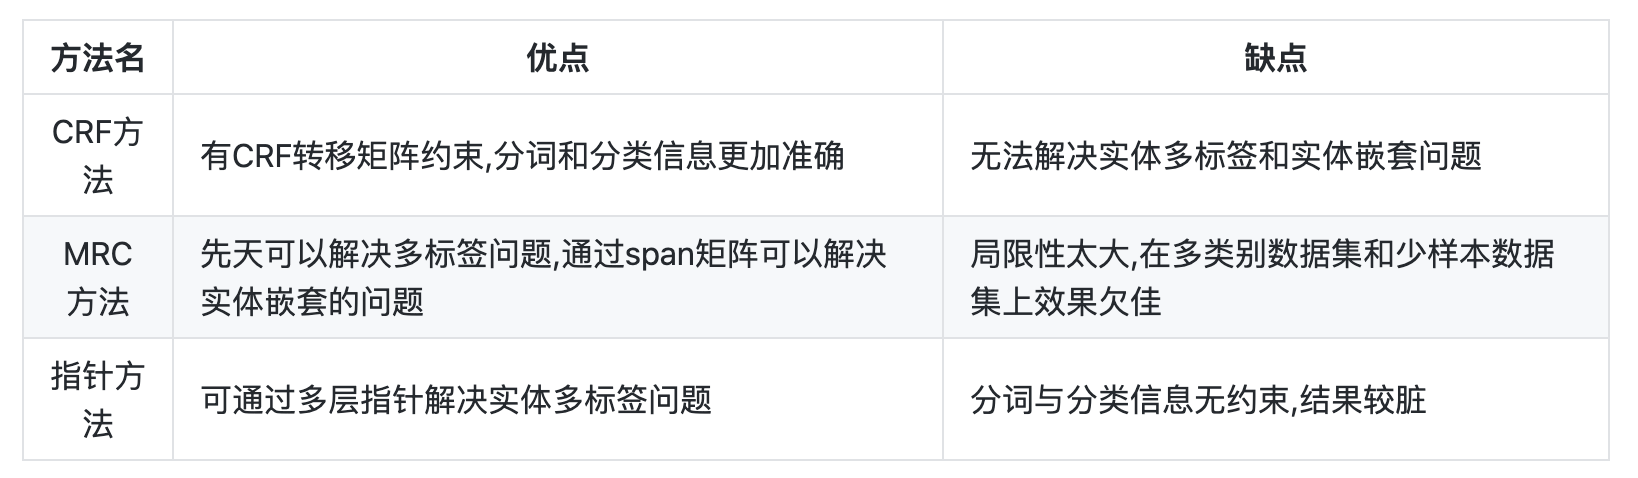 方法名
优点
缺点
CRF方
法
有CRF转移矩阵约束,分词和分类信息更加准确
无法解决实体多标签和实体嵌套问题
MRC
方法
先天可以解决多标签问题,通过span矩阵可以解决
实体嵌套的问题
局限性太大,在多类别数据集和少样本数据
集上效果欠佳
指针方
法
可通过多层指针解决实体多标签问题
分词与分类信息无约束,结果较脏